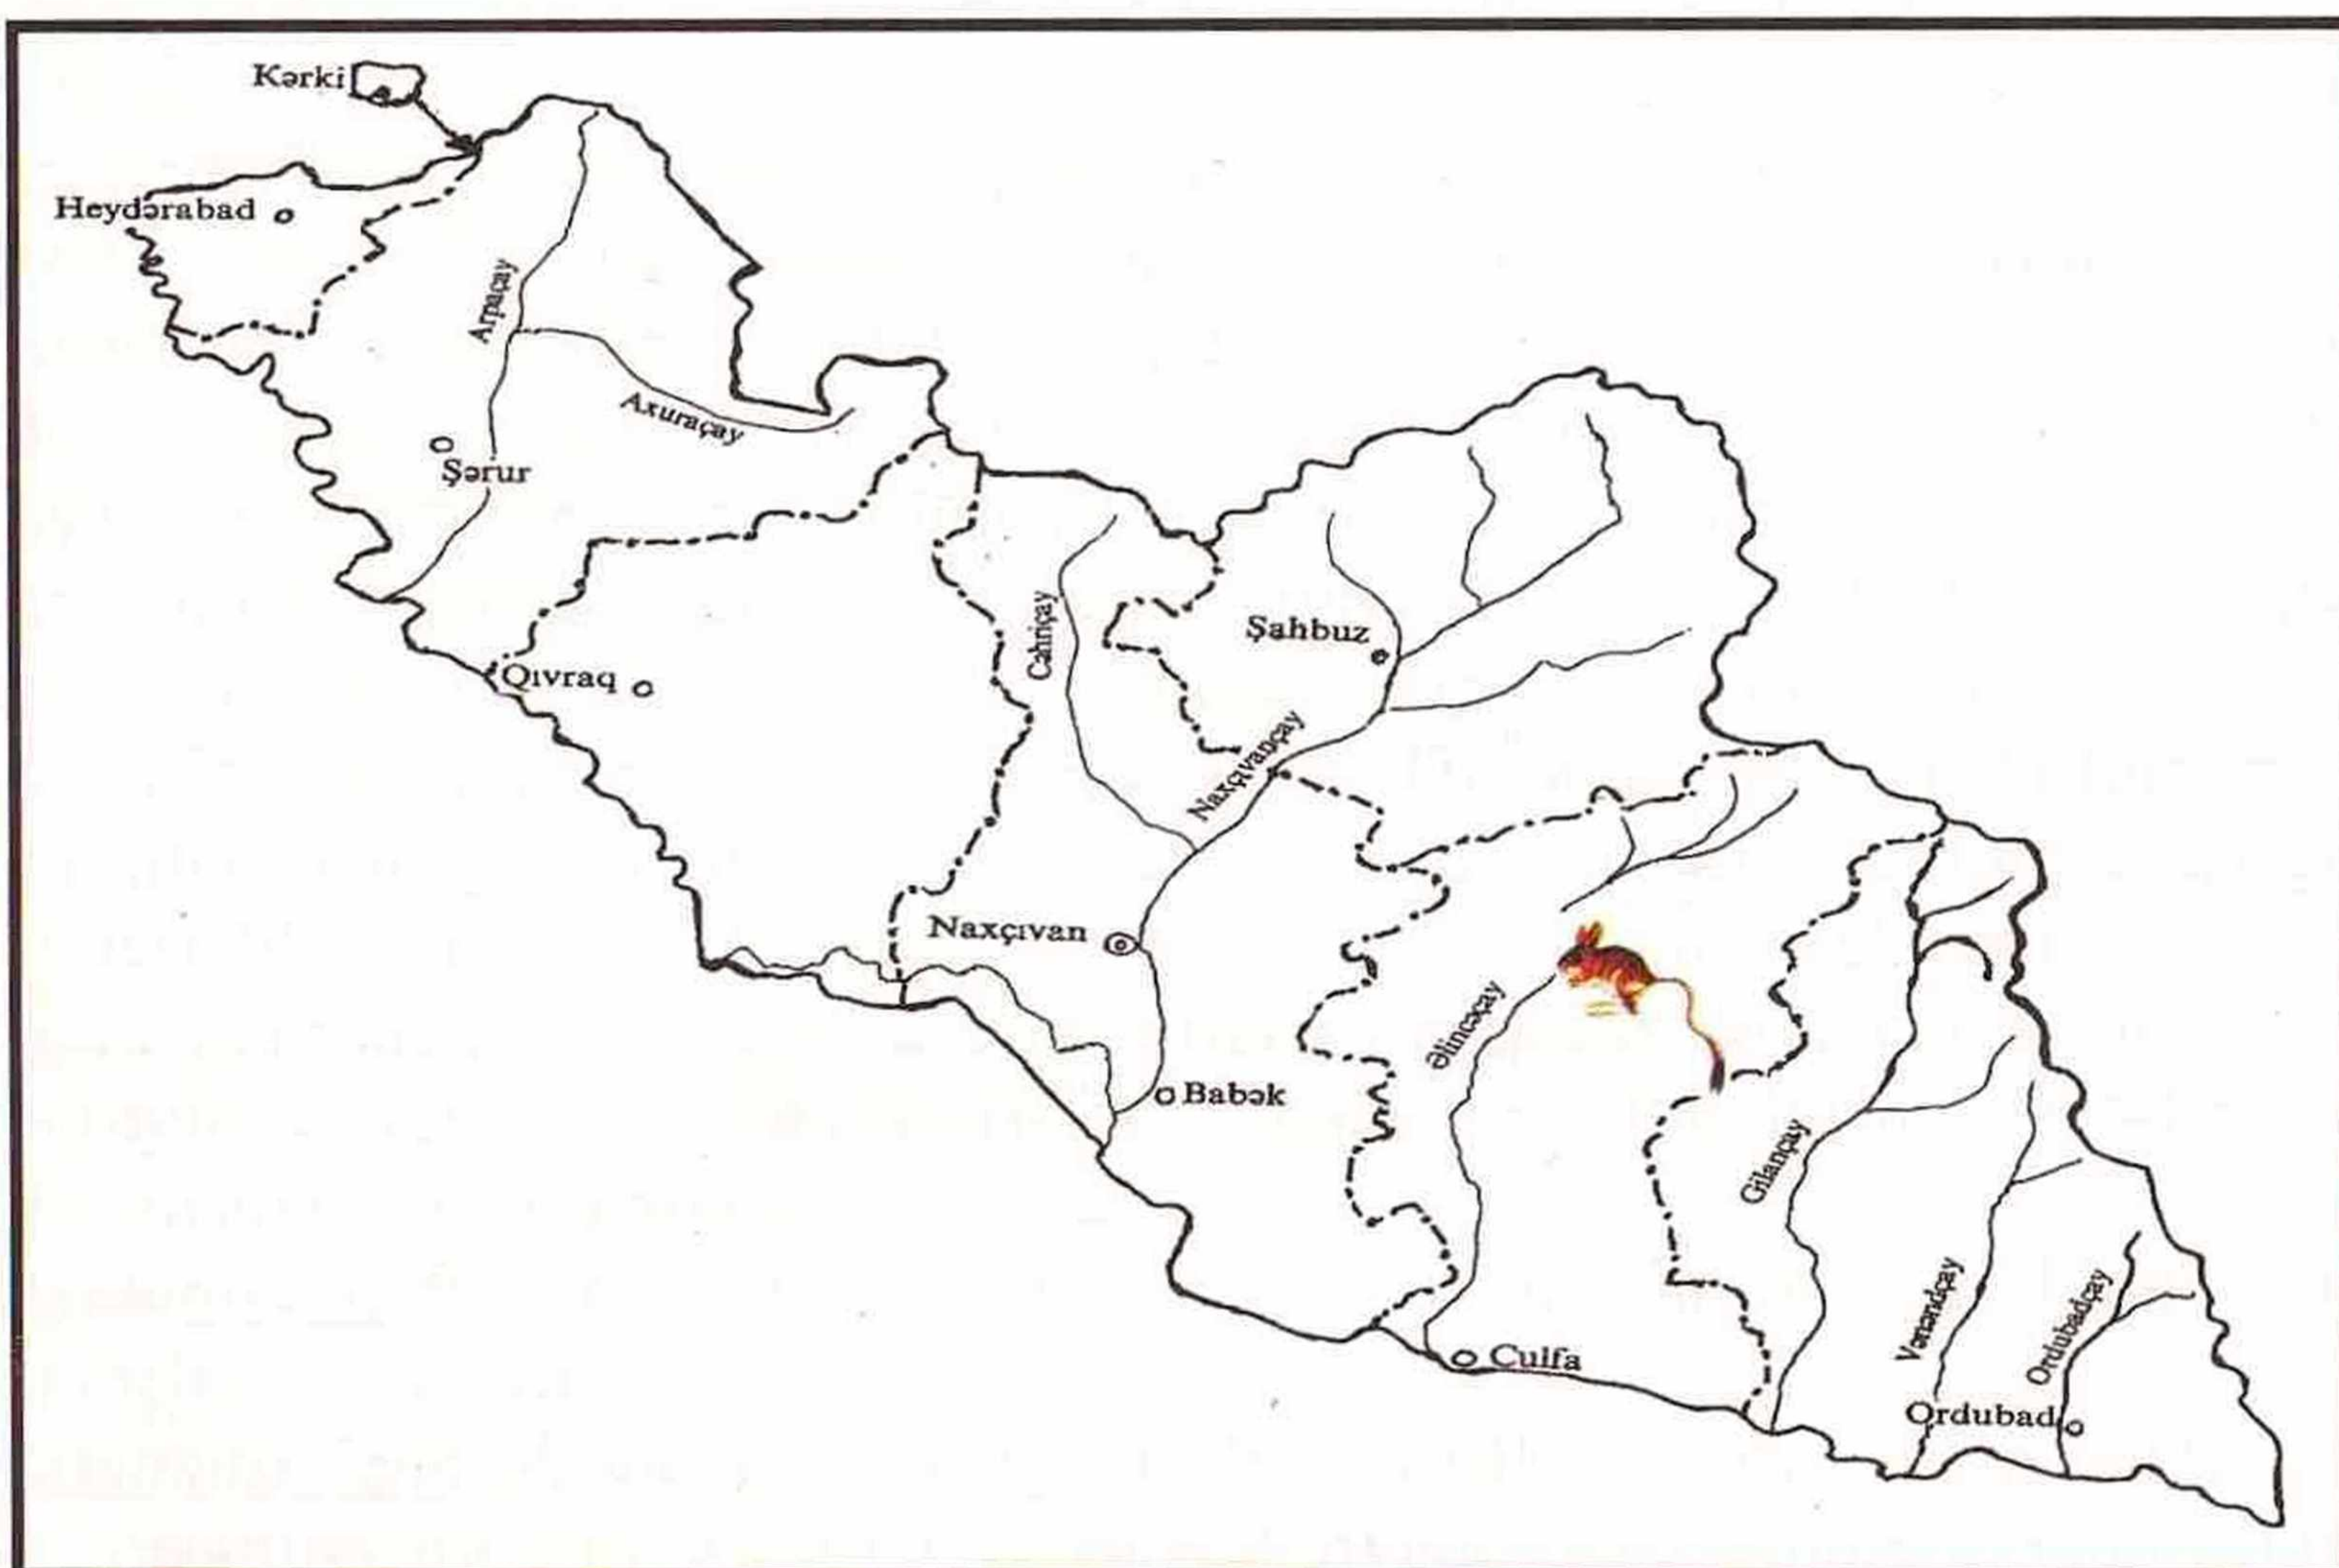 Kərki
Heydərabad
Arpaçay
Axuraçay
Şərur
Qıvraq
Cəhriçay
Şahbuz
Naxçıvançay
Naxçıvan
Əlincəçay
Babək
Gilançay
Vənəndçay
Ordubadçay
Culfa
Ordubad